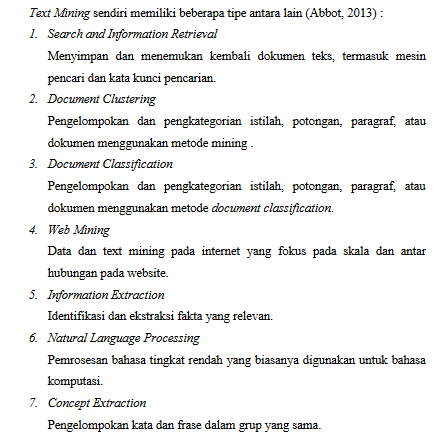 Text Mining sendiri memiliki beberapa tipe antara lain (Abbot, 2013) :
1. Search and Information Retrieval
Menyimpan dan menemukan kembali dokumen teks, termasuk mesin
pencari dan kata kunci pencarian.
2. Document Clustering
Pengelompokan dan pengkategorian istilah, potongan, paragraf, atau
dokumen menggunakan metode mining .
3. Document Classification
Pengelompokan dan pengkategorian istilah, potongan, paragraf, atau
dokumen menggunakan metode document classification.
4. Web Mining
Data dan text mining pada internet yang fokus pada skala dan antar
hubungan pada website.
5. Information Extraction
Identifikasi dan ekstraksi fakta yang relevan.
6. Natural Language Processing
Pemrosesan bahasa tingkat rendah yang biasanya digunakan untuk bahasa
komputasi.
7. Concept Extraction
Pengelompokan kata dan frase dalam grup yang sama.